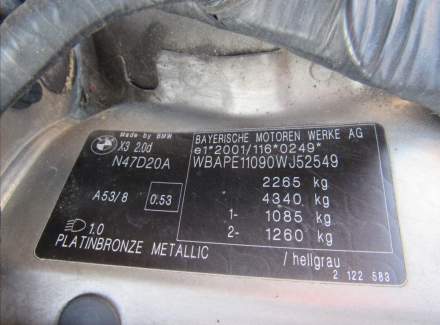 Made by BMW
X3 2.0d
N47D20A
A53/8 0.53
1.0
PLATINBRONZE METALLIC
BAYERISCHE MOTOREN WERKE AG
e1*2001/116*0249*
WBAPE11090WJ52549
2265 kg
4340 kg
1- 1085 kg
2- 1260 kg
/hellgrau
2 122 583